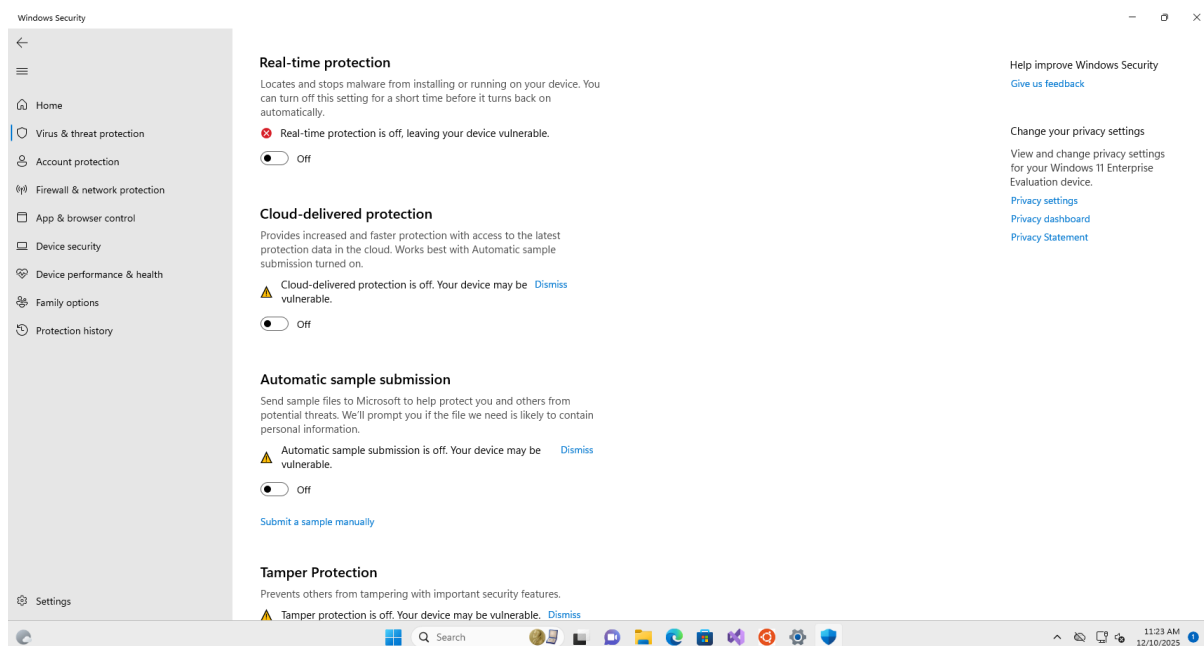 Windows Security
Home
Virus & threat protection
Account protection
Firewall & network protection
App & browser control
Device security
Device performance & health
Family options
Protection history
Settings
Real-time protection
Locates and stops malware from installing or running on your device. You
can turn off this setting for a short time before it turns back on
automatically.
Real-time protection is off, leaving your device vulnerable.
Off
Cloud-delivered protection
Provides increased and faster protection with access to the latest
protection data in the cloud. Works best with Automatic sample
submission turned on.
Cloud-delivered protection is off. Your device may be Dismiss
vulnerable.
Off
Automatic sample submission
Send sample files to Microsoft to help protect you and others from
potential threats. We'll prompt you if the file we need is likely to contain
personal information.
Automatic sample submission is off. Your device may be Dismiss
vulnerable.
Off
Submit a sample manually
Tamper Protection
Prevents others from tampering with important security features.
Tamper protection is off. Your device may be vulnerable. Dismiss
Help improve Windows Security
Give us feedback
Change your privacy settings
View and change privacy settings
for your Windows 11 Enterprise
Evaluation device.
Privacy settings
Privacy dashboard
Privacy Statement
Search
11:23 AM
12/10/2025
1